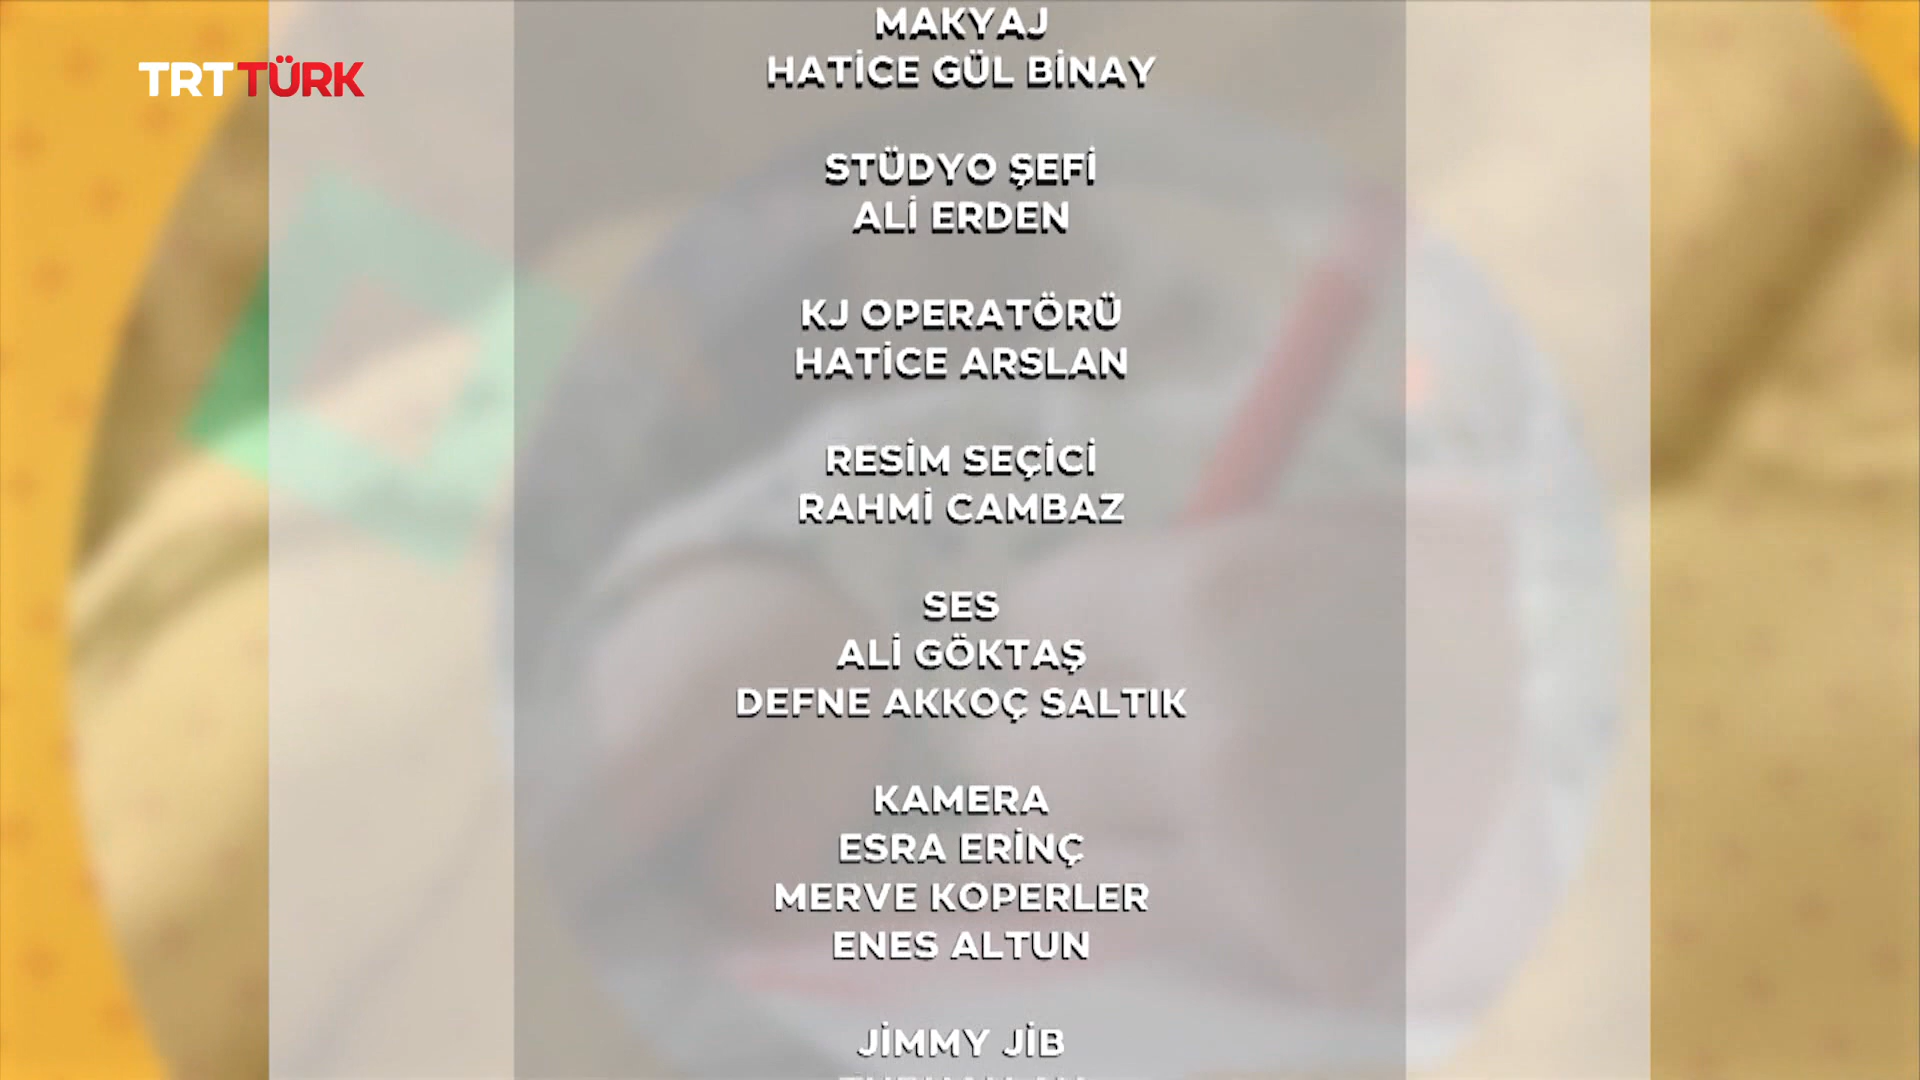 TRT TÜRK
MAKYAJ
HATİCE GÜL BİNAY
STÜDYO ŞEFİ
ALİ ERDEN
KJ OPERATÖRÜ
HATİCE ARSLAN
RESİM SEÇİCİ
RAHMİ CAMBAZ
SES
ALİ GÖKTAŞ
DEFNE AKKOÇ SALTIK
KAMERA
ESRA ERİNÇ
MERVE KOPERLER
ENES ALTUN
JİMMY JİB